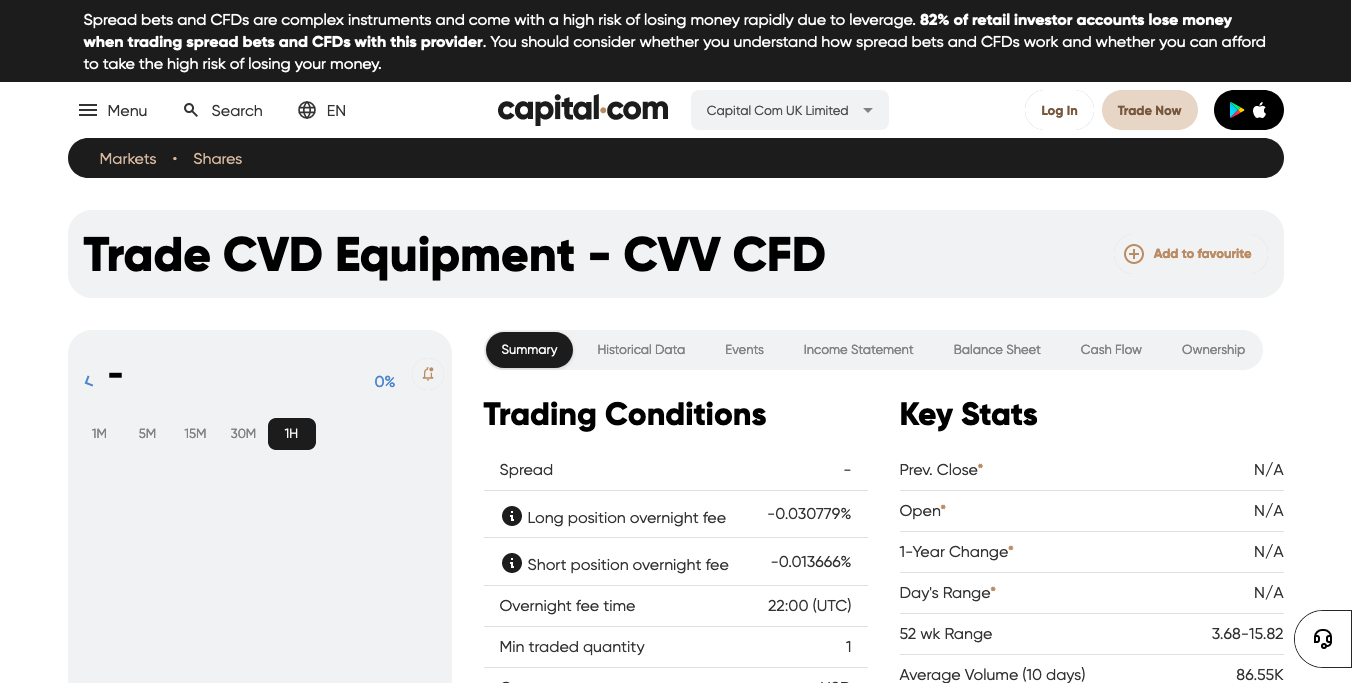 Spread bets and CFDs are complex instruments and come with a high risk of losing money rapidly due to leverage. 82% of retail investor accounts lose money
when trading spread bets and CFDs with this provider. You should consider whether you understand how spread bets and CFDs work and whether you can afford
to take the high risk of losing your money.
Menu Search EN capital.com Capital Com UK Limited Log In Trade Now
Markets • Shares
Trade CVD Equipment - CVV CFD Add to favourite
Summary Historical Data Events Income Statement Balance Sheet Cash Flow Ownership
- 0%
1M 5M 15M 30M 1H
Trading Conditions
Spread -
Long position overnight fee -0.030779%
Short position overnight fee -0.013666%
Overnight fee time 22:00 (UTC)
Min traded quantity 1
Key Stats
Prev. Close* N/A
Open* N/A
1-Year Change* N/A
Day's Range* N/A
52 wk Range 3.68-15.82
Average Volume (10 days) 86.55K